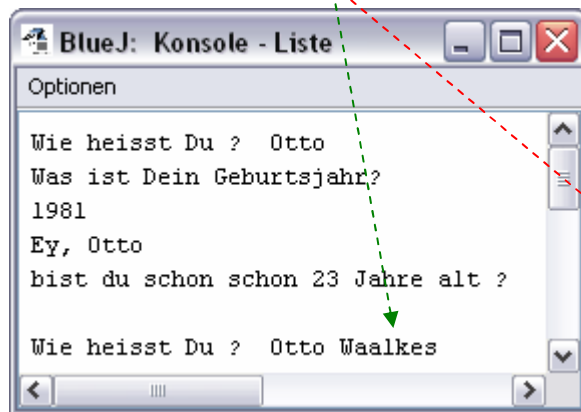 BlueJ: Konsole - Liste
Optionen
Wie heisst Du ? Otto
Was ist Dein Geburtsjahr?
1981
Ey, Otto
bist du schon schon 23 Jahre alt ?
Wie heisst Du ? Otto Waalkes